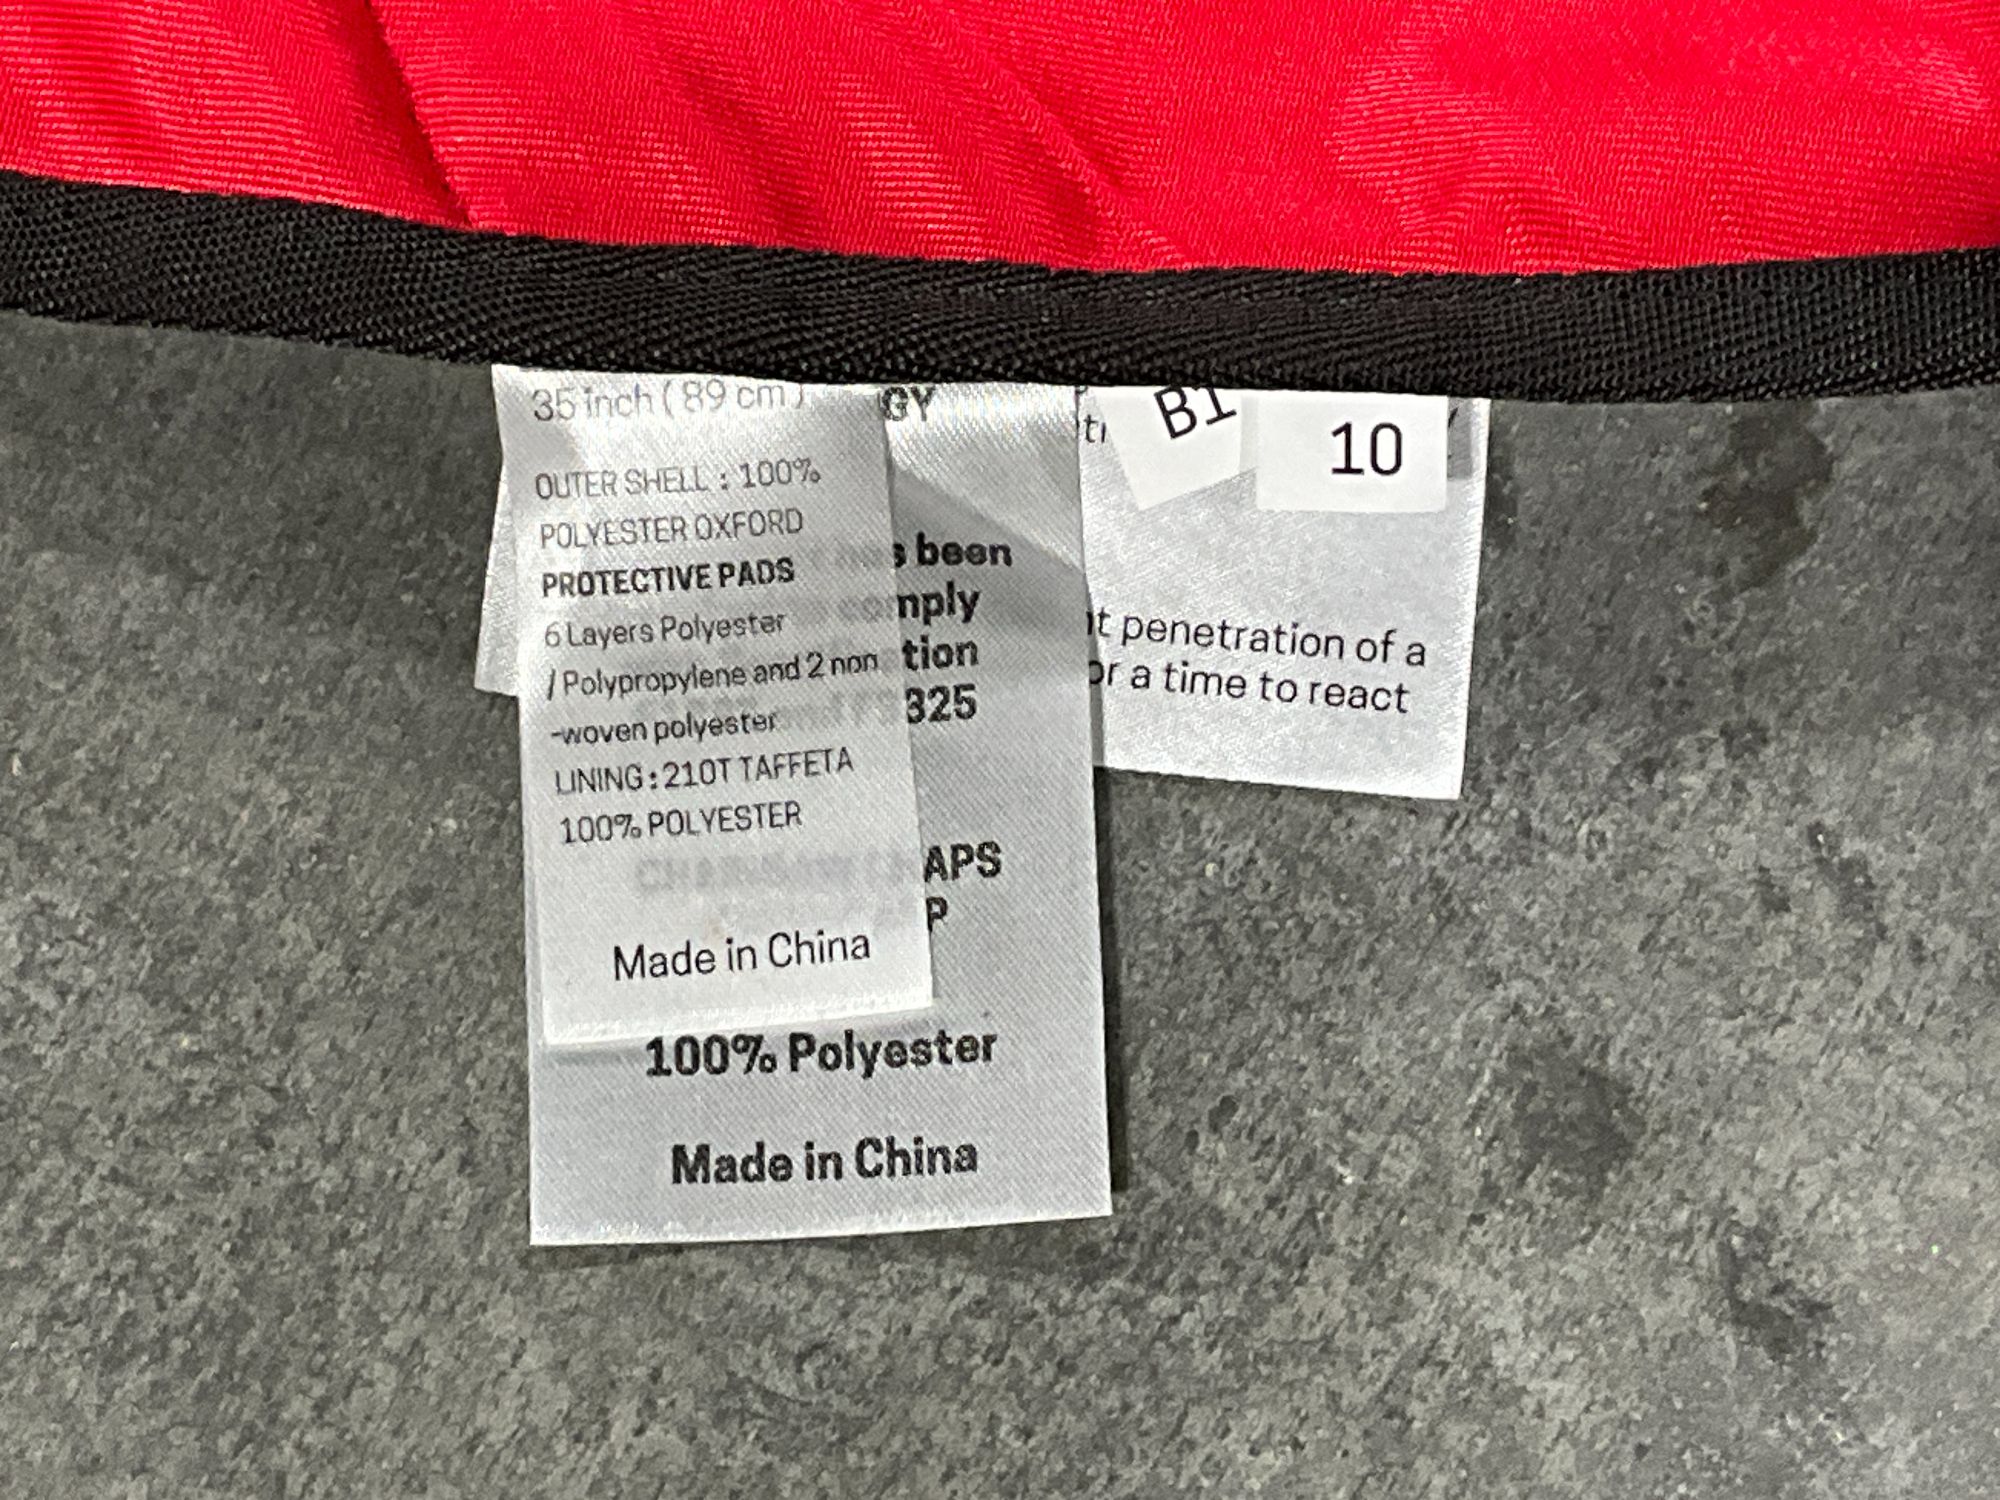 35 inch (89 cm)
OUTER SHELL : 100%
POLYESTER OXFORD
PROTECTIVE PADS
6 Layers Polyester
/ Polypropylene and 2 non
-woven polyester
LINING : 210T TAFFETA
100% POLYESTER
Made in China
GY
s been
comply
tion
325
APS
P
100% Polyester
Made in China
B1
10
t penetration of a
or a time to react